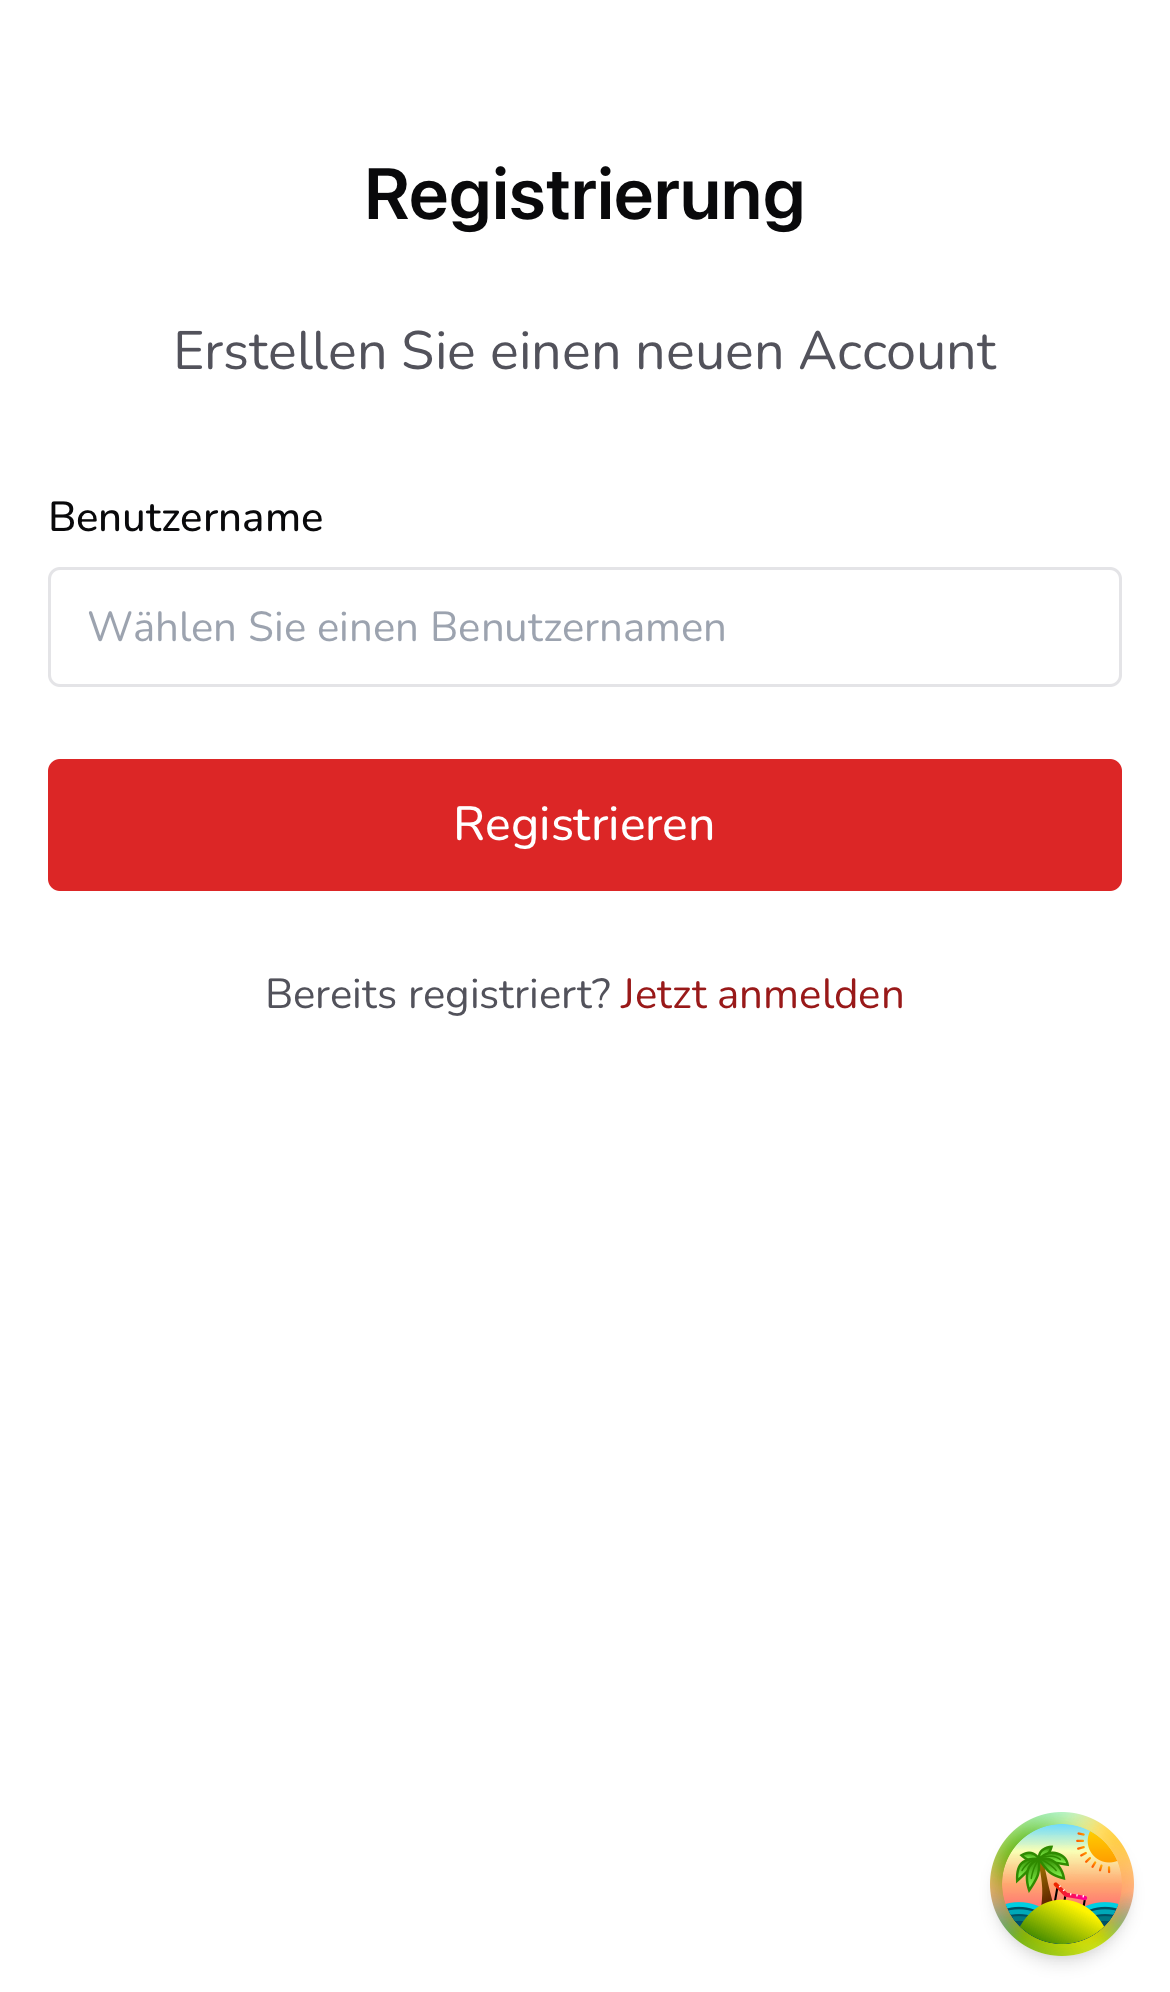 Registrierung
Erstellen Sie einen neuen Account
Benutzername
Wählen Sie einen Benutzernamen
Registrieren
Bereits registriert? Jetzt anmelden